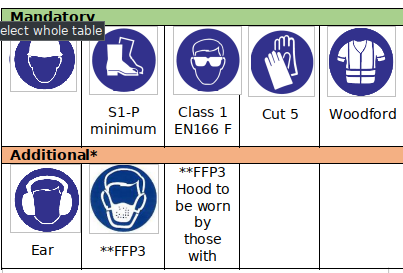 Mandatory
elect whole table
S1-P
minimum
Class 1
EN166 F
Cut 5
Woodford
Additional*
Ear
**FFP3
**FFP3
Hood to
be worn
by
those
with